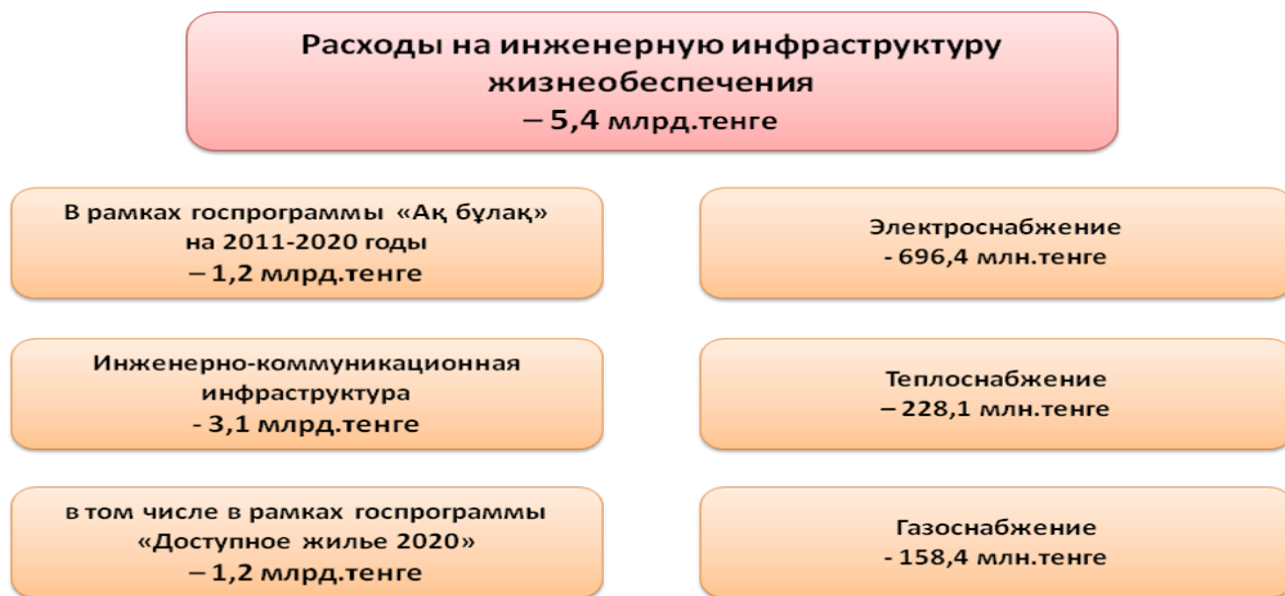 Расходы на инженерную инфраструктуру
жизнеобеспечения
– 5,4 млрд.тенге
В рамках госпрограммы «Ақ бұлақ»
на 2011-2020 годы
– 1,2 млрд.тенге
Электроснабжение
- 696,4 млн.тенге
Инженерно-коммуникационная
инфраструктура
- 3,1 млрд.тенге
Теплоснабжение
– 228,1 млн.тенге
в том числе в рамках госпрограммы
«Доступное жилье 2020»
– 1,2 млрд.тенге
Газоснабжение
- 158,4 млн.тенге